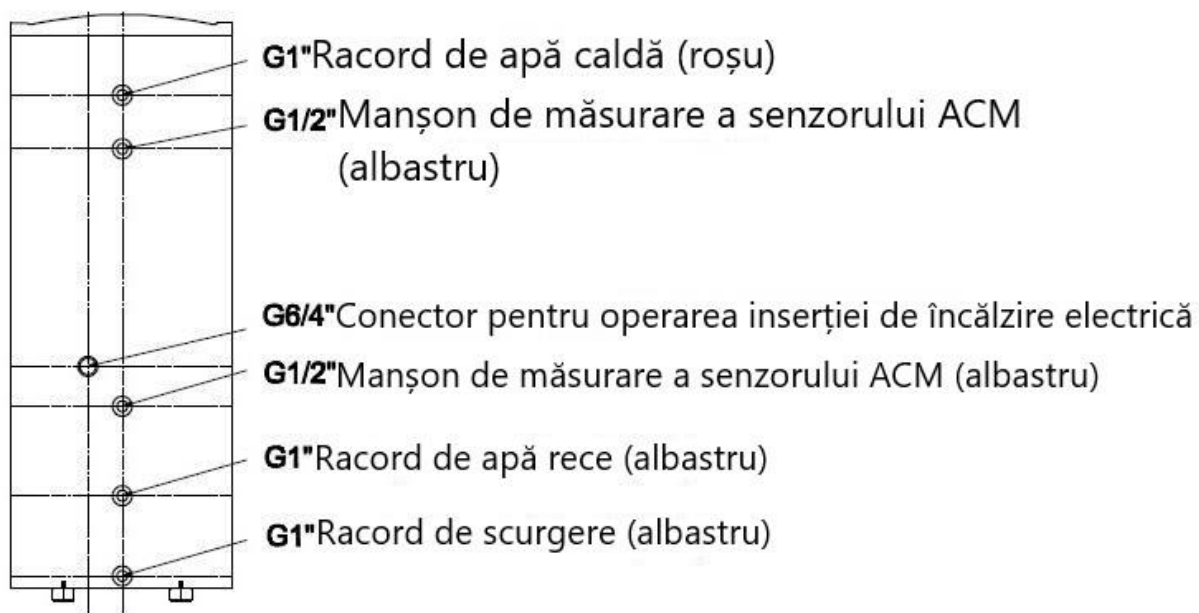 G1"Racord de apă caldă (roșu)
G1/2"Manșon de măsurare a senzorului ACM
(albastru)
G6/4"Conector pentru operarea inserției de încălzire electrică
G1/2"Manșon de măsurare a senzorului ACM (albastru)
G1"Racord de apă rece (albastru)
G1"Racord de scurgere (albastru)